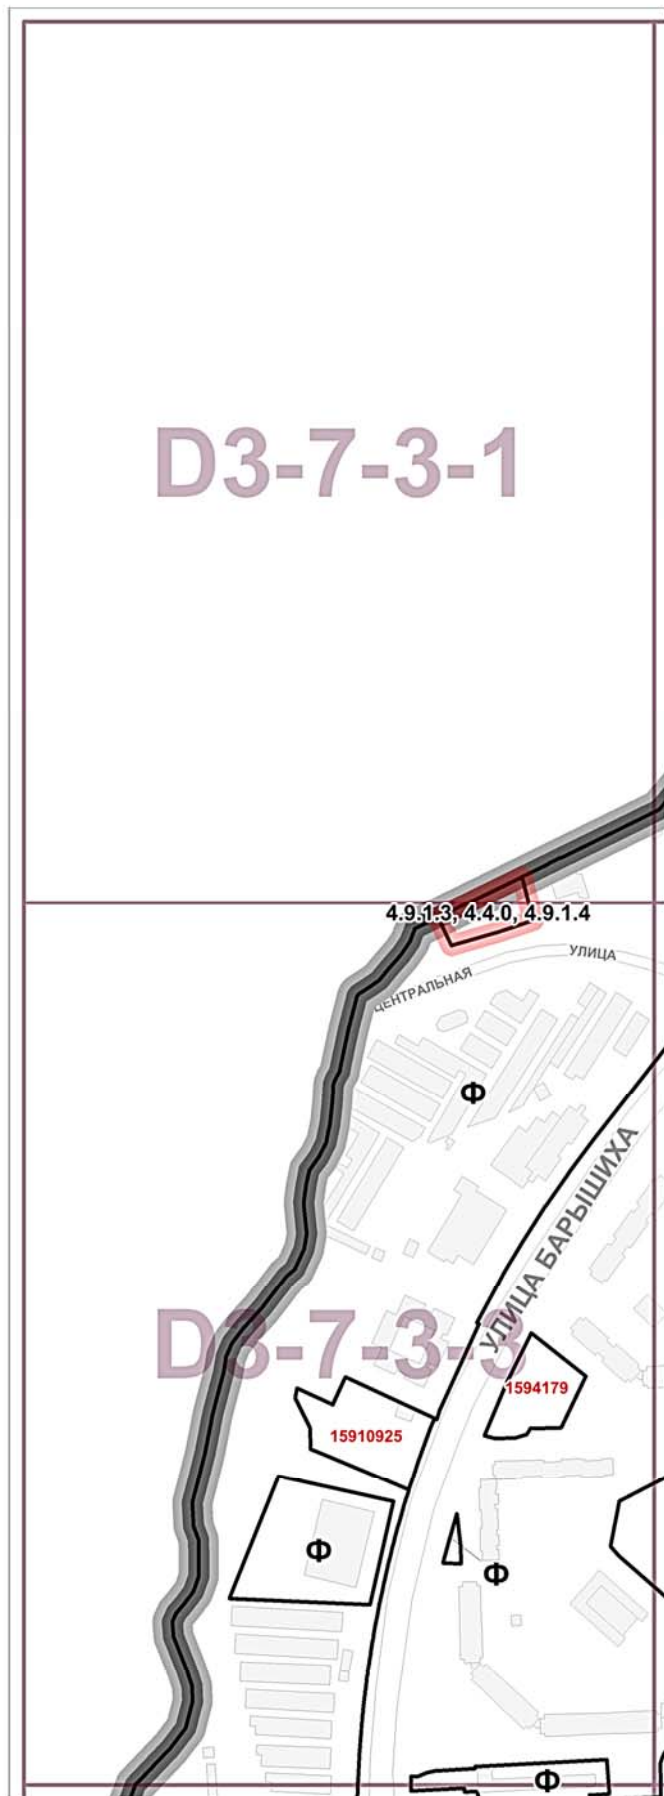 D3-7-3-1
4.9.1.3, 4.4.0, 4.9.1.4
УЛИЦА
ЦЕНТРАЛЬНАЯ
Ф
УЛИЦА БАРЫШИХА
D3-7-3-3
1594179
15910925
Ф
Ф
Ф